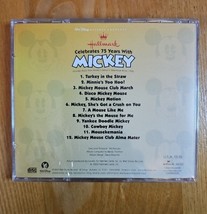 Hallmark
Celebrates 75 Years With
MICKEY
1. Turkey in the Straw
2. Minnie's Yoo Hoo!
3. Mickey Mouse Club March
4. Disco Mickey Mouse
5. Mickey Mation
6. Mickey, She's Got a Crush on You
7. A Mouse Like Me
8. Mickey's the Mouse for Me
9. Yankee Doodle Mickey
10. Cowboy Mickey
11. Mousekemania
12. Mickey Mouse Club Alma Mater